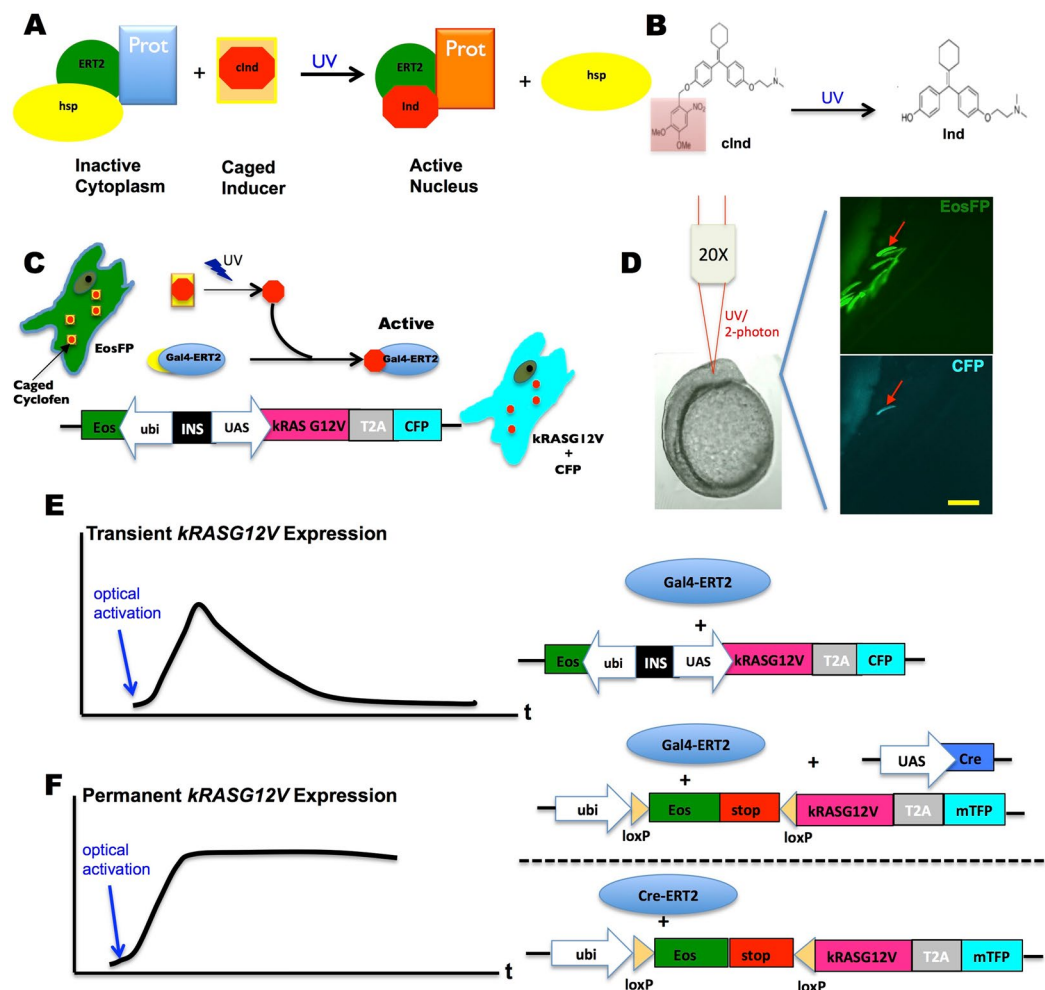 A
ERT2
Prot
hsp
+
cInd
UV
ERT2
Prot
Ind
+
hsp
Inactive
Cytoplasm
Caged
Inducer
Active
Nucleus
B
NO₂
MeO
OMe
O
O
N
cInd
UV
HO
O
N
Ind
C
UV
EosFP
Caged
Cyclofen
Gal4-ERT2
Active
Gal4-ERT2
Eos
ubi
INS
UAS
kRAS G12V
T2A
CFP
kRASG12V
+
CFP
D
20X
UV/
2-photon
EosFP
CFP
E
Transient kRASG12V Expression
optical
activation
t
Gal4-ERT2
+
Eos
ubi
INS
UAS
kRASG12V
T2A
CFP
F
Permanent kRASG12V Expression
optical
activation
t
Gal4-ERT2
+
+
UAS
Cre
ubi
Eos
stop
kRASG12V
T2A
mTFP
loxP
loxP
Cre-ERT2
+
ubi
Eos
stop
kRASG12V
T2A
mTFP
loxP
loxP